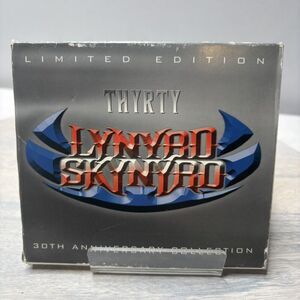 LIMITED EDITION
THYRTY
LYNYRD
SKYNYRD
30TH ANNIVERSARY COLLECTION